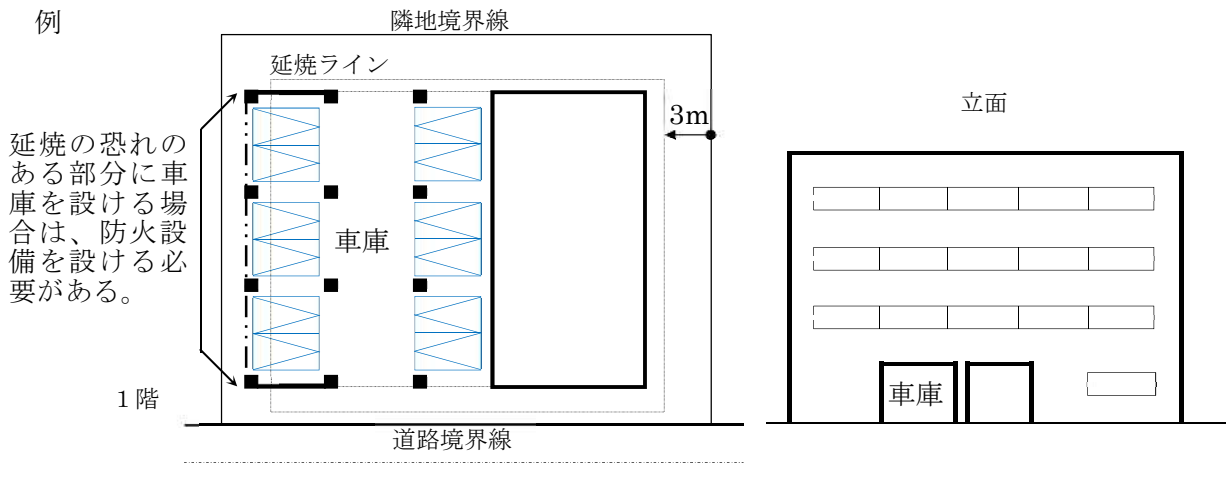 例
隣地境界線
延焼ライン
3m
延焼の恐れの
ある部分に車
庫を設ける場
合は、防火設
備を設ける必
要がある。
車庫
1階
道路境界線
立面
車庫